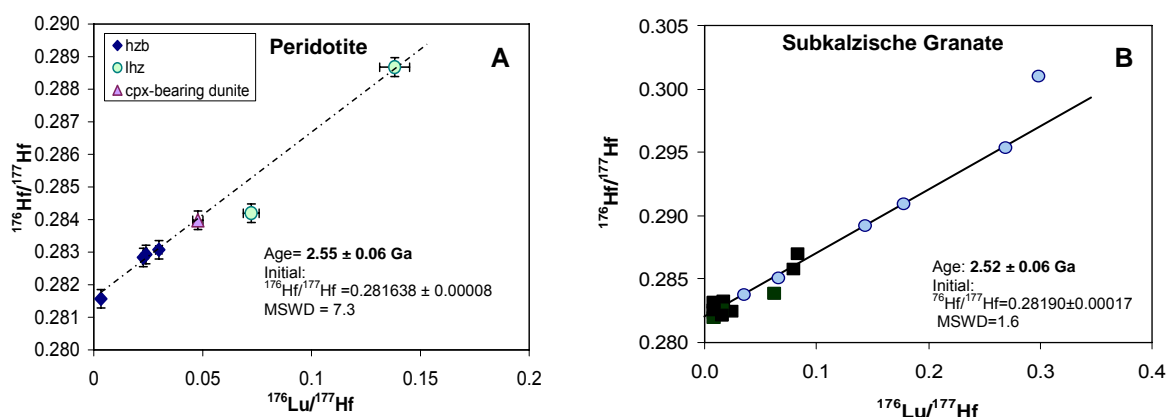 Peridotite
A
hzb
lhz
cpx-bearing dunite
0.290
0.289
0.288
0.287
0.286
0.285
0.284
0.283
0.282
0.281
0.280
¹⁷⁶Hf/¹⁷⁷Hf
Age= 2.55 ± 0.06 Ga
Initial:
¹⁷⁶Hf/¹⁷⁷Hf =0.281638 ± 0.00008
MSWD = 7.3
0 0.05 0.1 0.15 0.2
¹⁷⁶Lu/¹⁷⁷Hf
Subkalzische Granate
B
0.305
0.300
0.295
0.290
0.285
0.280
¹⁷⁶Hf/¹⁷⁷Hf
Age: 2.52 ± 0.06 Ga
Initial:
⁷⁶Hf/¹⁷⁷Hf=0.28190±0.00017
MSWD=1.6
0.0 0.1 0.2 0.3 0.4
¹⁷⁶Lu/¹⁷⁷Hf